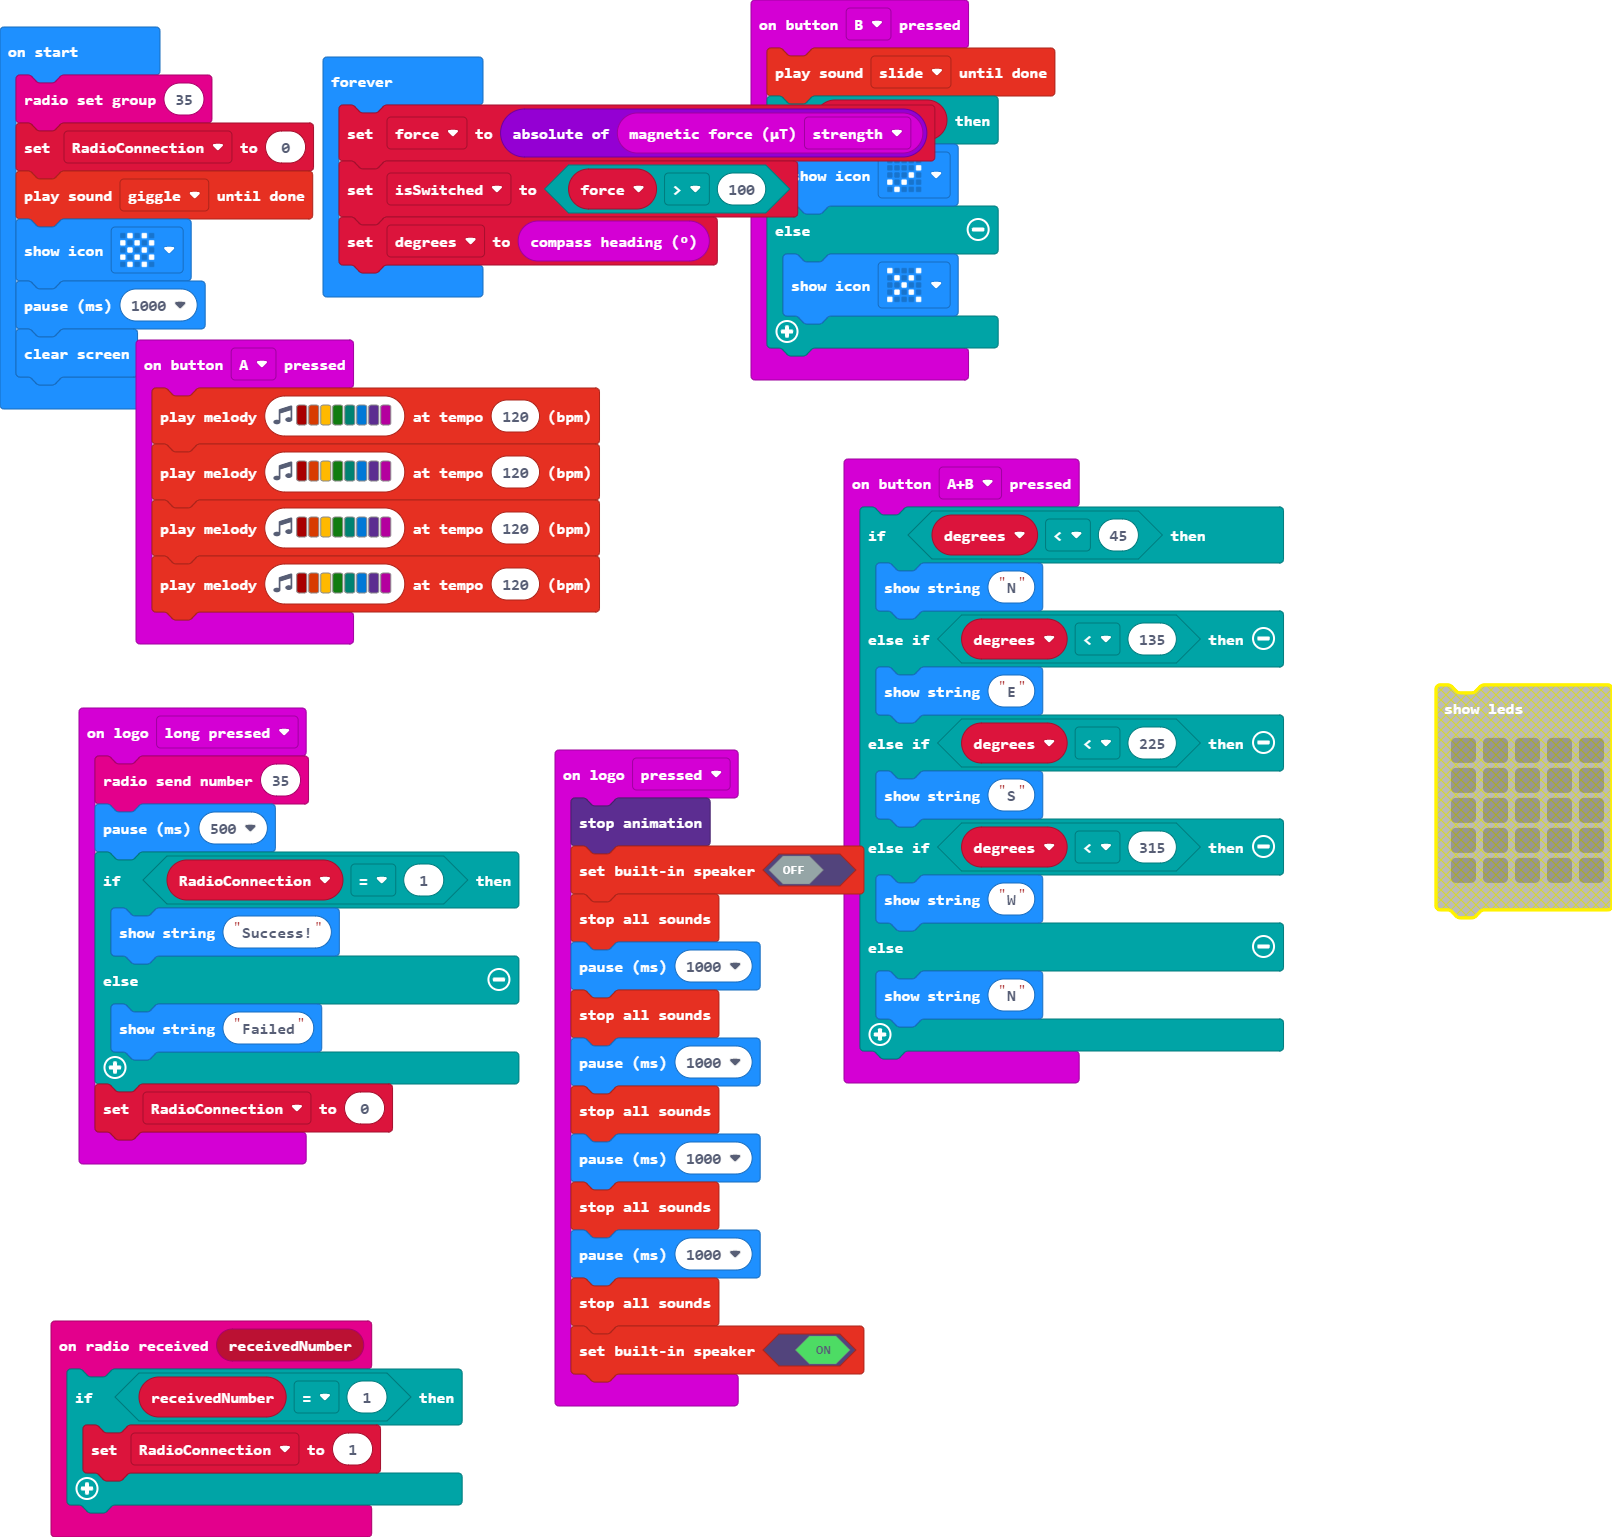 on start
radio set group 35
set RadioConnection to 0
play sound giggle until done
show icon
pause (ms) 1000
clear screen
forever
set force to absolute of magnetic force (µT) strength
set isSwitched to force > 100
set degrees to compass heading (º)
on button B pressed
play sound slide until done
then
show icon
else
show icon
on button A pressed
play melody at tempo 120 (bpm)
play melody at tempo 120 (bpm)
play melody at tempo 120 (bpm)
play melody at tempo 120 (bpm)
on button A+B pressed
if degrees < 45 then
show string "N"
else if degrees < 135 then
show string "E"
else if degrees < 225 then
show string "S"
else if degrees < 315 then
show string "W"
else
show string "N"
show leds
on logo long pressed
radio send number 35
pause (ms) 500
if RadioConnection = 1 then
show string "Success!"
else
show string "Failed"
set RadioConnection to 0
on logo pressed
stop animation
set built-in speaker OFF
stop all sounds
pause (ms) 1000
stop all sounds
pause (ms) 1000
stop all sounds
pause (ms) 1000
stop all sounds
pause (ms) 1000
stop all sounds
set built-in speaker ON
on radio received receivedNumber
if receivedNumber = 1 then
set RadioConnection to 1